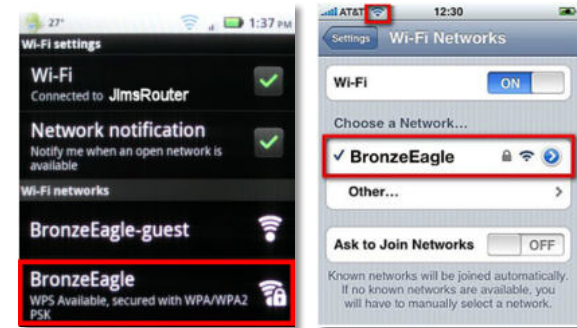 27°
1:37 PM
Wi-Fi settings
Wi-Fi
Connected to JimsRouter
Network notification
Notify me when an open network is
available
Wi-Fi networks
BronzeEagle-guest
BronzeEagle
WPS Available, secured with WPA/WPA2
PSK
AT&T
12:30
Settings
Wi-Fi Networks
Wi-Fi
ON
Choose a Network...
BronzeEagle
Other...
Ask to Join Networks
OFF
Known networks will be joined automatically.
If no known networks are available, you
will have to manually select a network.